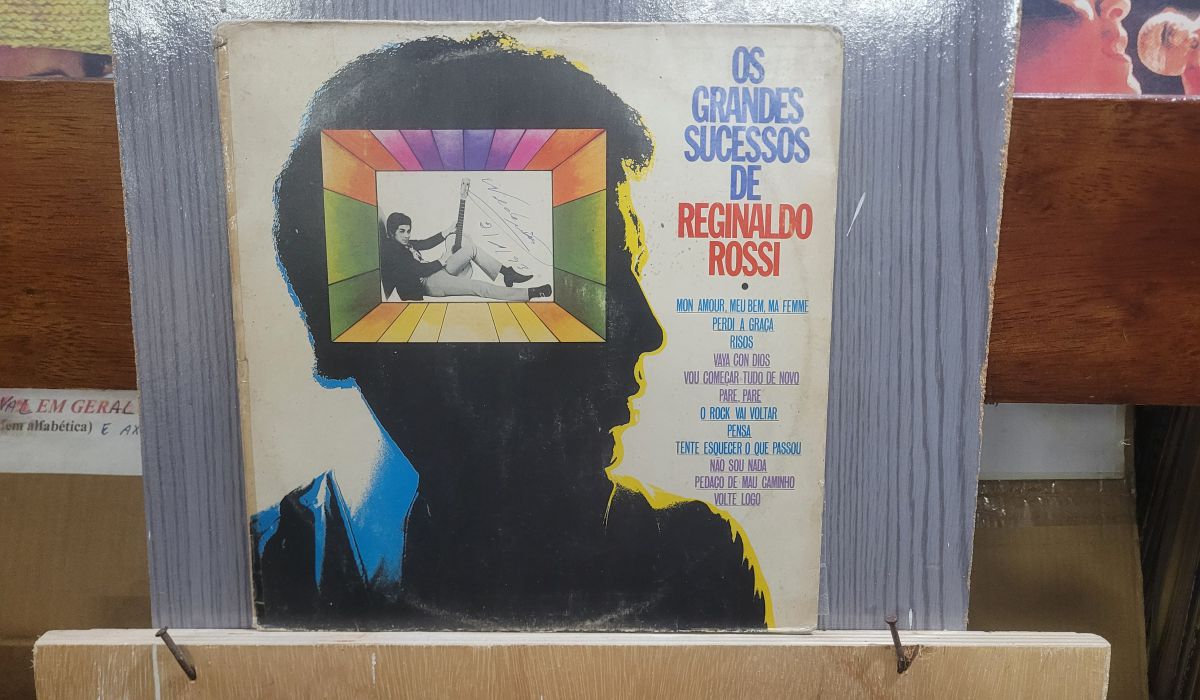 OS
GRANDES
SUCESSOS
DE
REGINALDO
ROSSI
•
MON AMOUR, MEU BEM, MA FEMME
PERDI A GRAÇA
RISOS
VAYA CON DIOS
VOU COMEÇAR TUDO DE NOVO
PARE, PARE
O ROCK VAI VOLTAR
PENSA
TENTE ESQUECER O QUE PASSOU
NÃO SOU NADA
PEDAÇO DE MAU CAMINHO
VOLTE LOGO
EM GERAL
em alfabética) E